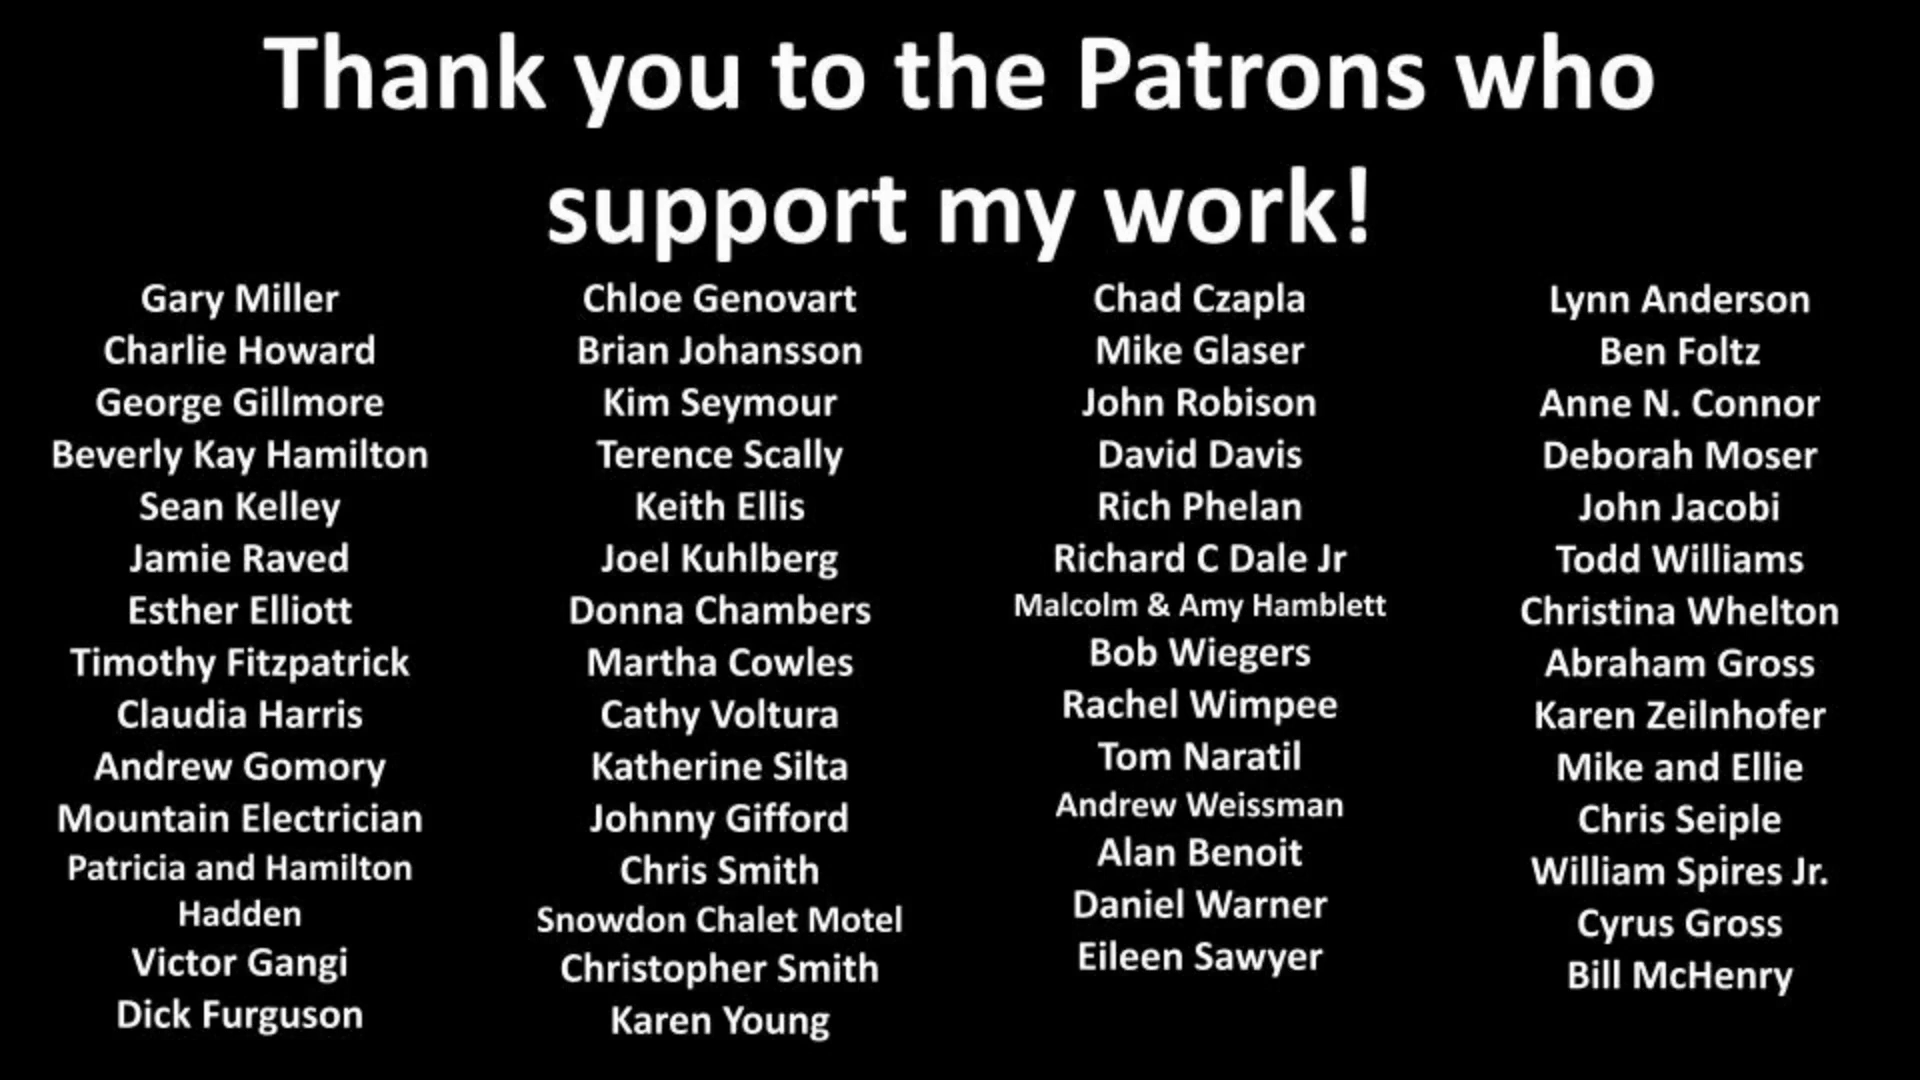 Thank you to the Patrons who
support my work!
Gary Miller
Charlie Howard
George Gillmore
Beverly Kay Hamilton
Sean Kelley
Jamie Raved
Esther Elliott
Timothy Fitzpatrick
Claudia Harris
Andrew Gomory
Mountain Electrician
Patricia and Hamilton
Hadden
Victor Gangi
Dick Furguson
Chloe Genovart
Brian Johansson
Kim Seymour
Terence Scally
Keith Ellis
Joel Kuhlberg
Donna Chambers
Martha Cowles
Cathy Voltura
Katherine Silta
Johnny Gifford
Chris Smith
Snowdon Chalet Motel
Christopher Smith
Karen Young
Chad Czapla
Mike Glaser
John Robison
David Davis
Rich Phelan
Richard C Dale Jr
Malcolm & Amy Hamblett
Bob Wiegers
Rachel Wimpee
Tom Naratil
Andrew Weissman
Alan Benoit
Daniel Warner
Eileen Sawyer
Lynn Anderson
Ben Foltz
Anne N. Connor
Deborah Moser
John Jacobi
Todd Williams
Christina Whelton
Abraham Gross
Karen Zeilnhofer
Mike and Ellie
Chris Seiple
William Spires Jr.
Cyrus Gross
Bill McHenry